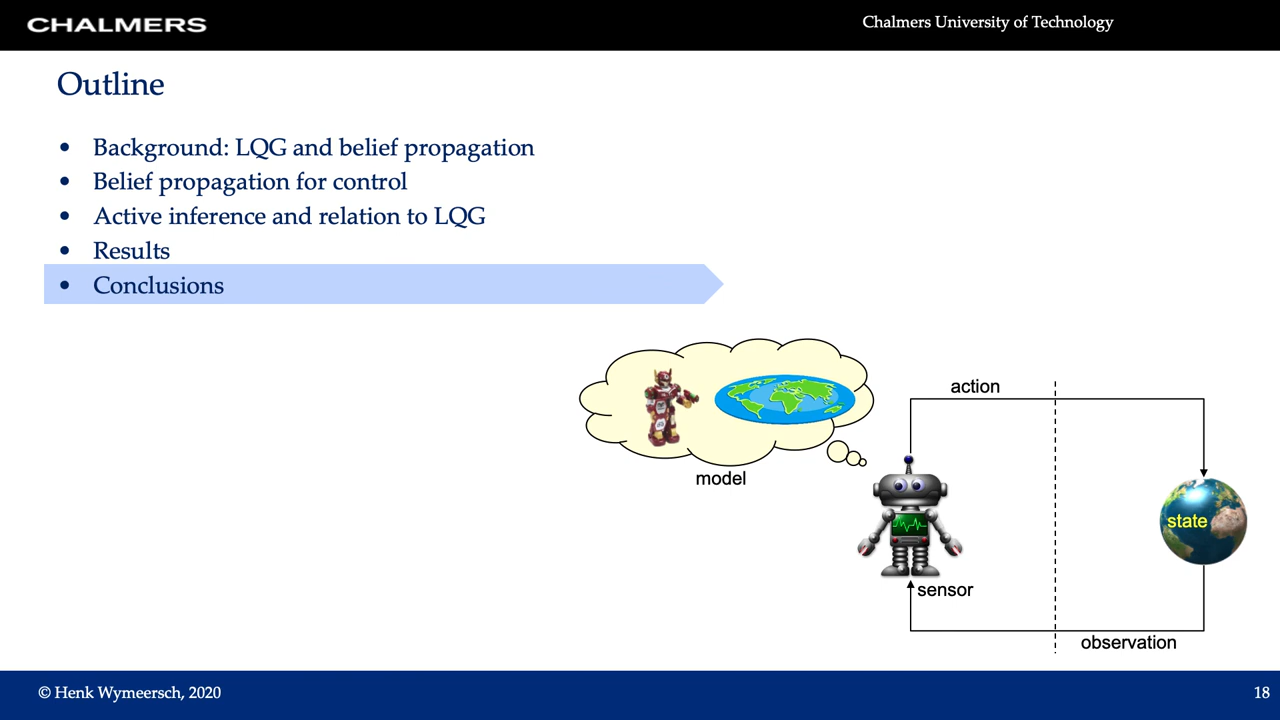 CHALMERS
Chalmers University of Technology
Outline
• Background: LQG and belief propagation
• Belief propagation for control
• Active inference and relation to LQG
• Results
• Conclusions
model
action
state
sensor
observation
© Henk Wymeersch, 2020
18